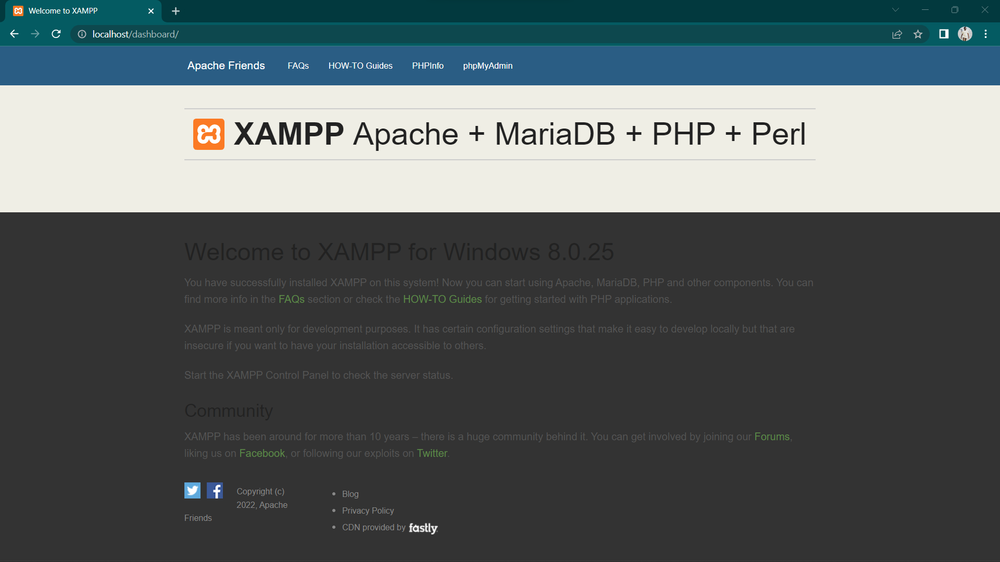 Welcome to XAMPP
localhost/dashboard/
Apache Friends FAQs HOW-TO Guides PHPInfo phpMyAdmin
XAMPP Apache + MariaDB + PHP + Perl
Welcome to XAMPP for Windows 8.0.25
You have successfully installed XAMPP on this system! Now you can start using Apache, MariaDB, PHP and other components. You can
find more info in the FAQs section or check the HOW-TO Guides for getting started with PHP applications.
XAMPP is meant only for development purposes. It has certain configuration settings that make it easy to develop locally but that are
insecure if you want to have your installation accessible to others.
Start the XAMPP Control Panel to check the server status.
Community
XAMPP has been around for more than 10 years – there is a huge community behind it. You can get involved by joining our Forums,
liking us on Facebook, or following our exploits on Twitter.
Copyright (c)
2022, Apache
Friends
Blog
Privacy Policy
CDN provided by fastly